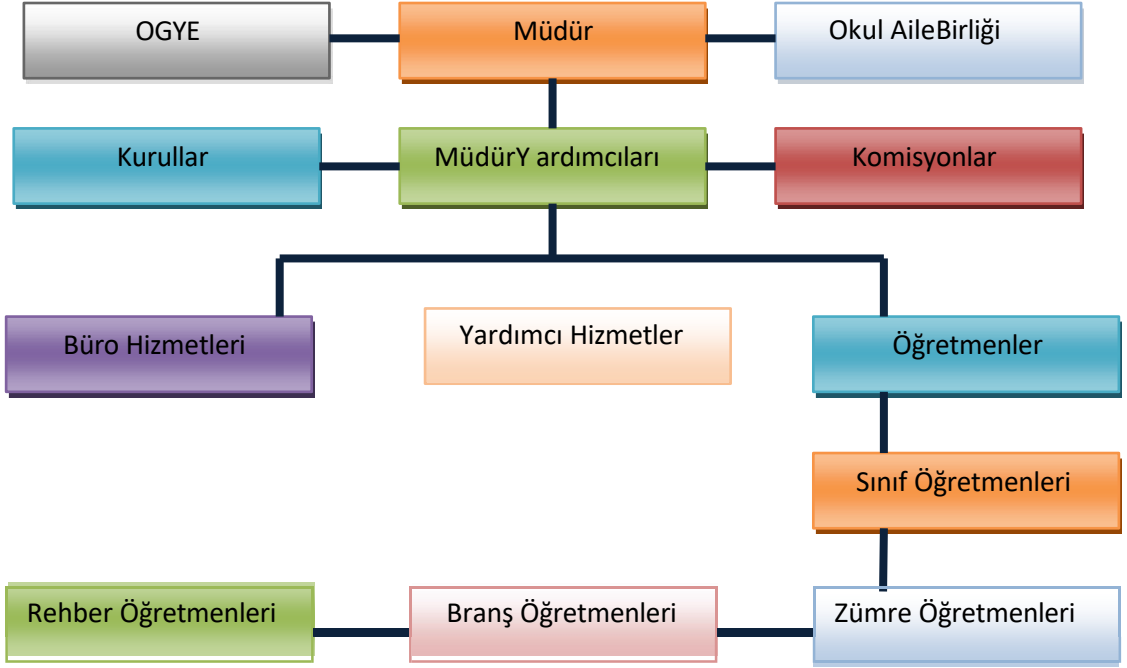 OGYE
Müdür
Okul AileBirliği
Kurullar
MüdürY ardımcıları
Komisyonlar
Büro Hizmetleri
Yardımcı Hizmetler
Öğretmenler
Sınıf Öğretmenleri
Rehber Öğretmenleri
Branş Öğretmenleri
Zümre Öğretmenleri